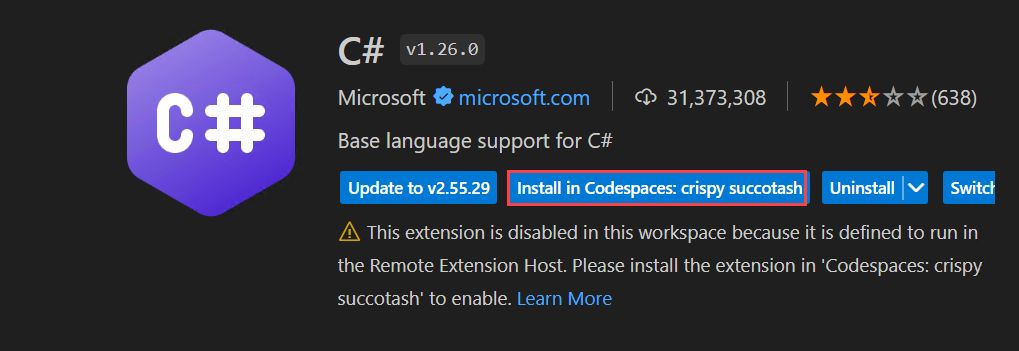 C#
C# v1.26.0
Microsoft microsoft.com 31,373,308 (638)
Base language support for C#
Update to v2.55.29 Install in Codespaces: crispy succotash Uninstall Switch
This extension is disabled in this workspace because it is defined to run in
the Remote Extension Host. Please install the extension in 'Codespaces: crispy
succotash' to enable. Learn More